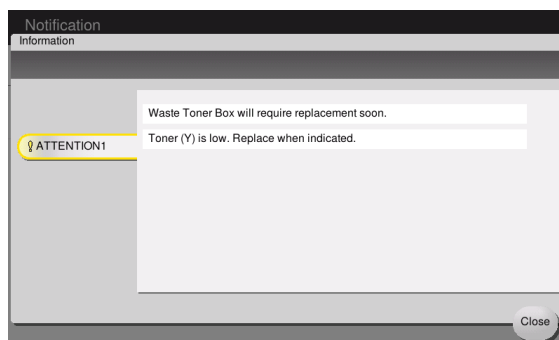 Notification
Information
Waste Toner Box will require replacement soon.
ATTENTION1
Toner (Y) is low. Replace when indicated.
Close